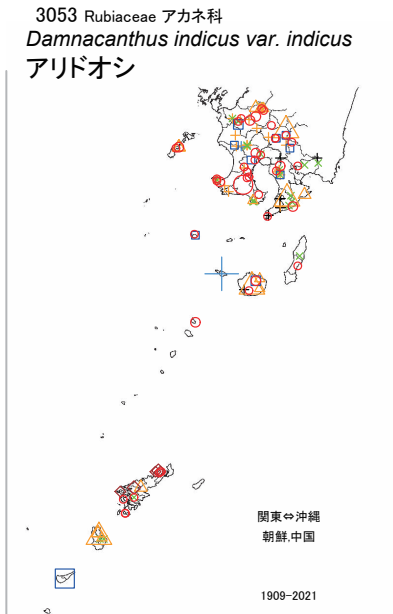 3053 Rubiaceae アカネ科
Damnacanthus indicus var. indicus
アリドオシ
関東⇔沖縄
朝鮮,中国
1909-2021